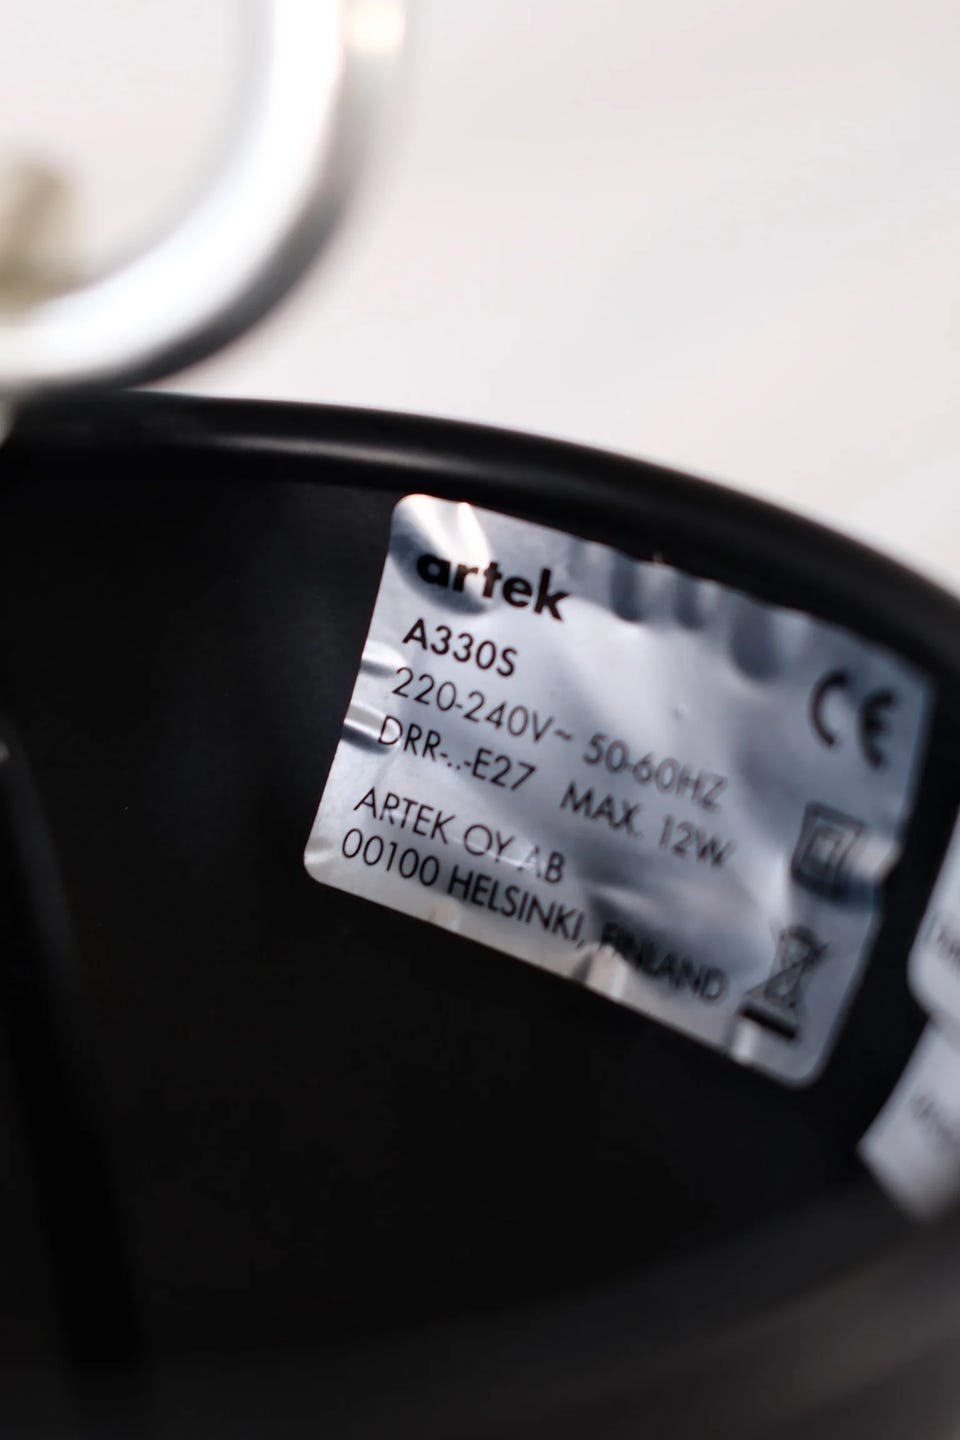 artek
A330S
220-240V~ 50-60HZ
DRR-..-E27 MAX. 12W
ARTEK OY AB
00100 HELSINKI, FINLAND
CE